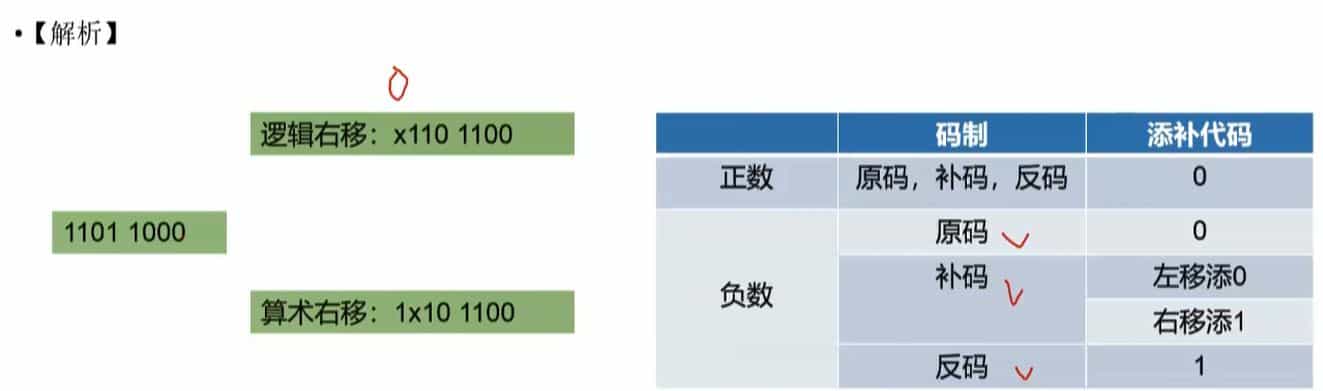 •【解析】
0
逻辑右移：x110 1100
1101 1000
算术右移：1x10 1100
码制 添补代码
正数 原码，补码，反码 0
负数
原码 0
补码 左移添0
右移添1
反码 1